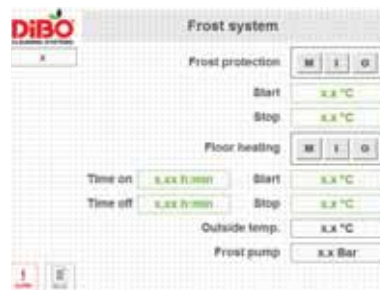 DiBO
CLEANING SYSTEMS
Frost system
x
Frost protection M I O
Start x.x °C
Stop x.x °C
Floor heating M I O
Time on x.xx h:min Start x.x °C
Time off x.xx h:min Stop x.x °C
Outside temp. x.x °C
Frost pump x.x Bar
!